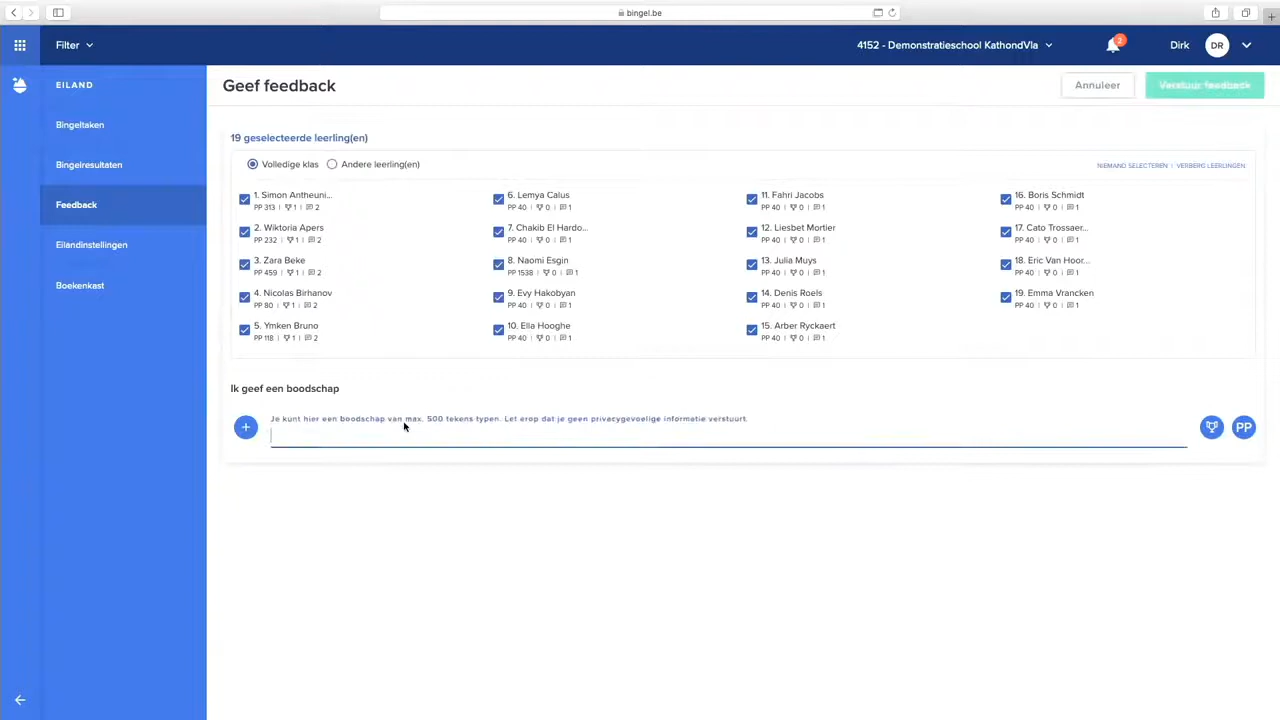 bingel.be
Filter
4152 - Demonstratieschool KathondVla
2
Dirk
DR
EILAND
Bingeltaken
Bingelresultaten
Feedback
Eilandinstellingen
Boekenkast
Geef feedback
Annuleer
Verstuur feedback
19 geselecteerde leerling(en)
Volledige klas
Andere leerling(en)
NIEMAND SELECTEREN | VERBERG LEERLINGEN
1. Simon Antheuni...
PP 313 | 1 | 2
2. Wiktoria Apers
PP 232 | 1 | 2
3. Zara Beke
PP 459 | 1 | 2
4. Nicolas Birhanov
PP 80 | 1 | 2
5. Ymken Bruno
PP 118 | 1 | 2
6. Lemya Calus
PP 40 | 0 | 1
7. Chakib El Hardo...
PP 40 | 0 | 1
8. Naomi Esgin
PP 1538 | 0 | 1
9. Evy Hakobyan
PP 40 | 0 | 1
10. Ella Hooghe
PP 40 | 0 | 1
11. Fahri Jacobs
PP 40 | 0 | 1
12. Liesbet Mortier
PP 40 | 0 | 1
13. Julia Muys
PP 40 | 0 | 1
14. Denis Roels
PP 40 | 0 | 1
15. Arber Ryckaert
PP 40 | 0 | 1
16. Boris Schmidt
PP 40 | 0 | 1
17. Cato Trossaer...
PP 40 | 0 | 1
18. Eric Van Hoor...
PP 40 | 0 | 1
19. Emma Vrancken
PP 40 | 0 | 1
Ik geef een boodschap
Je kunt hier een boodschap van max. 500 tekens typen. Let erop dat je geen privacygevoelige informatie verstuurt.
PP